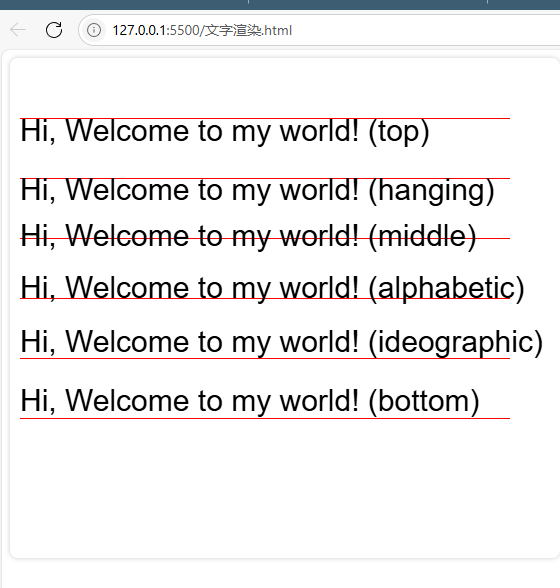 127.0.0.1:5500/文字渲染.html
Hi, Welcome to my world! (top)
Hi, Welcome to my world! (hanging)
Hi, Welcome to my world! (middle)
Hi, Welcome to my world! (alphabetic)
Hi, Welcome to my world! (ideographic)
Hi, Welcome to my world! (bottom)